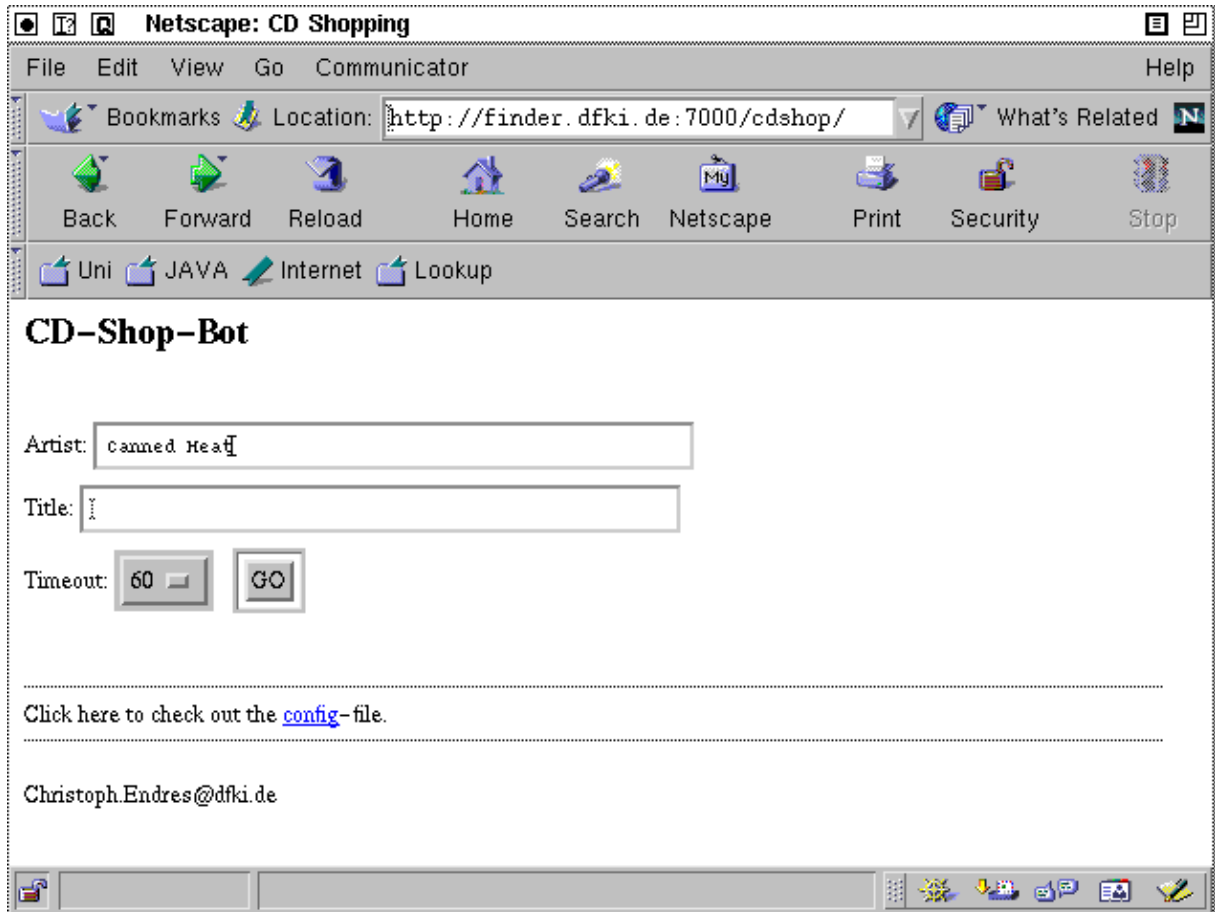 Netscape: CD Shopping
File Edit View Go Communicator Help
Bookmarks Location: http://finder.dfki.de:7000/cdshop/ What's Related N
Back Forward Reload Home Search My Netscape Print Security Stop
Uni JAVA Internet Lookup
CD-Shop-Bot
Artist: Canned Heat
Title:
Timeout: 60 GO
Click here to check out the config-file.
Christoph.Endres@dfki.de